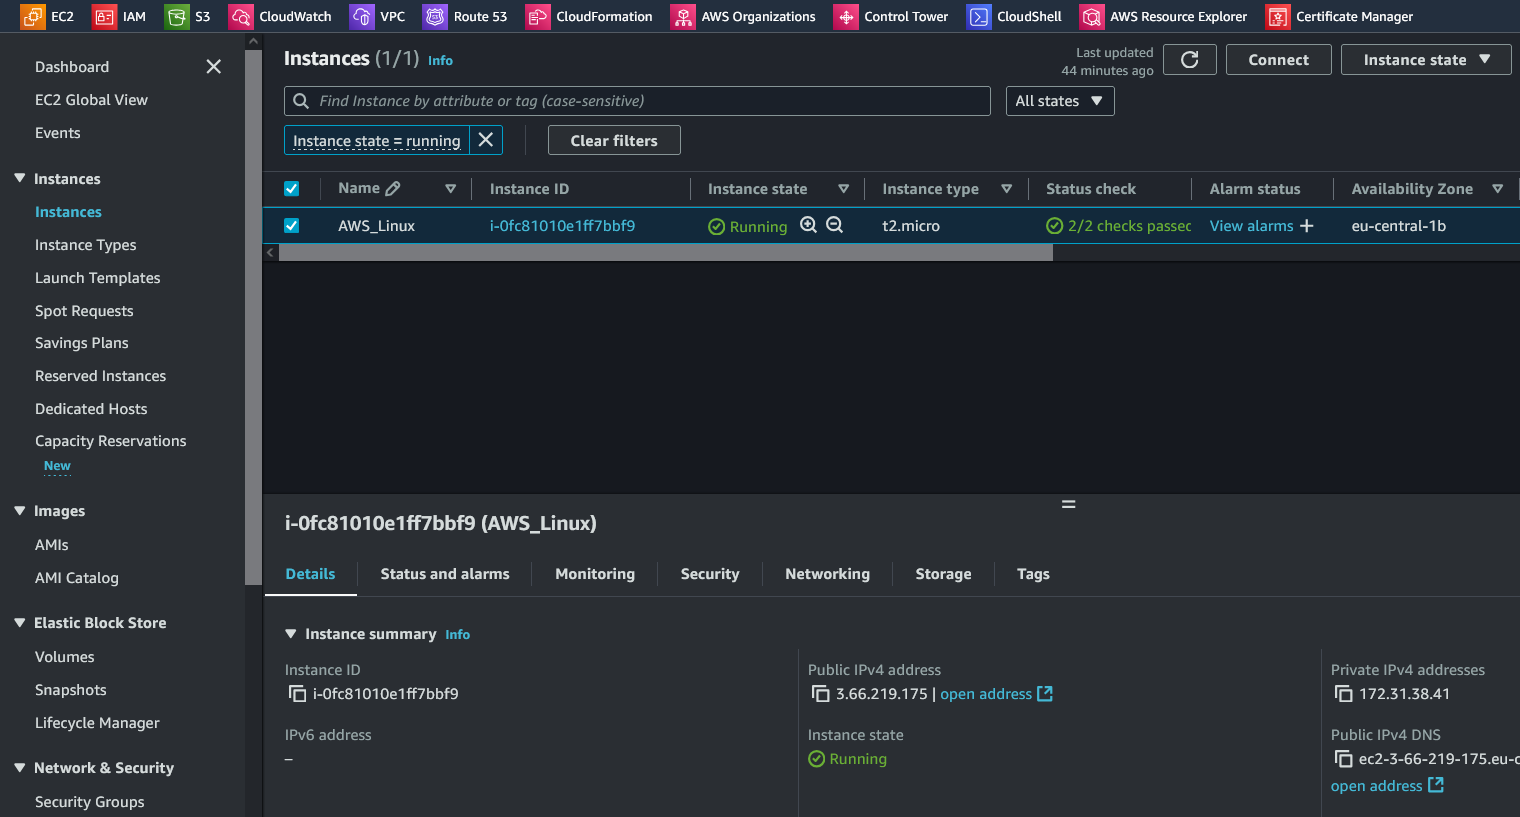 EC2 IAM S3 CloudWatch VPC Route 53 CloudFormation AWS Organizations Control Tower CloudShell AWS Resource Explorer Certificate Manager
Dashboard
EC2 Global View
Events
Instances
Instances
Instance Types
Launch Templates
Spot Requests
Savings Plans
Reserved Instances
Dedicated Hosts
Capacity Reservations
New
Images
AMIs
AMI Catalog
Elastic Block Store
Volumes
Snapshots
Lifecycle Manager
Network & Security
Security Groups
Instances (1/1) Info
Last updated
44 minutes ago
Connect
Instance state
Find Instance by attribute or tag (case-sensitive)
All states
Instance state = running
Clear filters
Name Instance ID Instance state Instance type Status check Alarm status Availability Zone
AWS_Linux i-0fc81010e1ff7bbf9 Running t2.micro 2/2 checks passec View alarms + eu-central-1b
i-0fc81010e1ff7bbf9 (AWS_Linux)
Details Status and alarms Monitoring Security Networking Storage Tags
Instance summary Info
Instance ID
i-0fc81010e1ff7bbf9
IPv6 address
–
Public IPv4 address
3.66.219.175 | open address
Instance state
Running
Private IPv4 addresses
172.31.38.41
Public IPv4 DNS
ec2-3-66-219-175.eu-c
open address